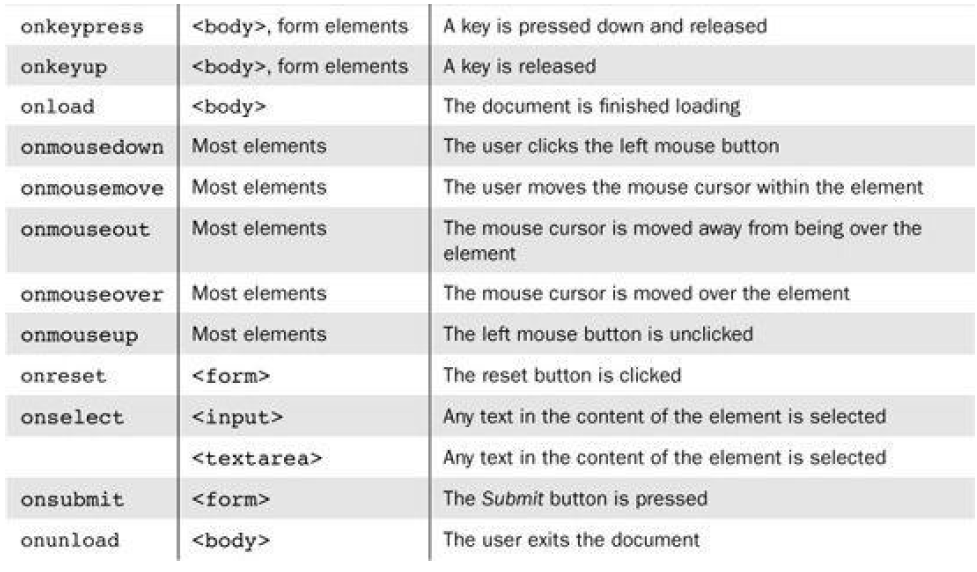 onkeypress <body>, form elements A key is pressed down and released
onkeyup <body>, form elements A key is released
onload <body> The document is finished loading
onmousedown Most elements The user clicks the left mouse button
onmousemove Most elements The user moves the mouse cursor within the element
onmouseout Most elements The mouse cursor is moved away from being over the
element
onmouseover Most elements The mouse cursor is moved over the element
onmouseup Most elements The left mouse button is unclicked
onreset <form> The reset button is clicked
onselect <input> Any text in the content of the element is selected
<textarea> Any text in the content of the element is selected
onsubmit <form> The Submit button is pressed
onunload <body> The user exits the document